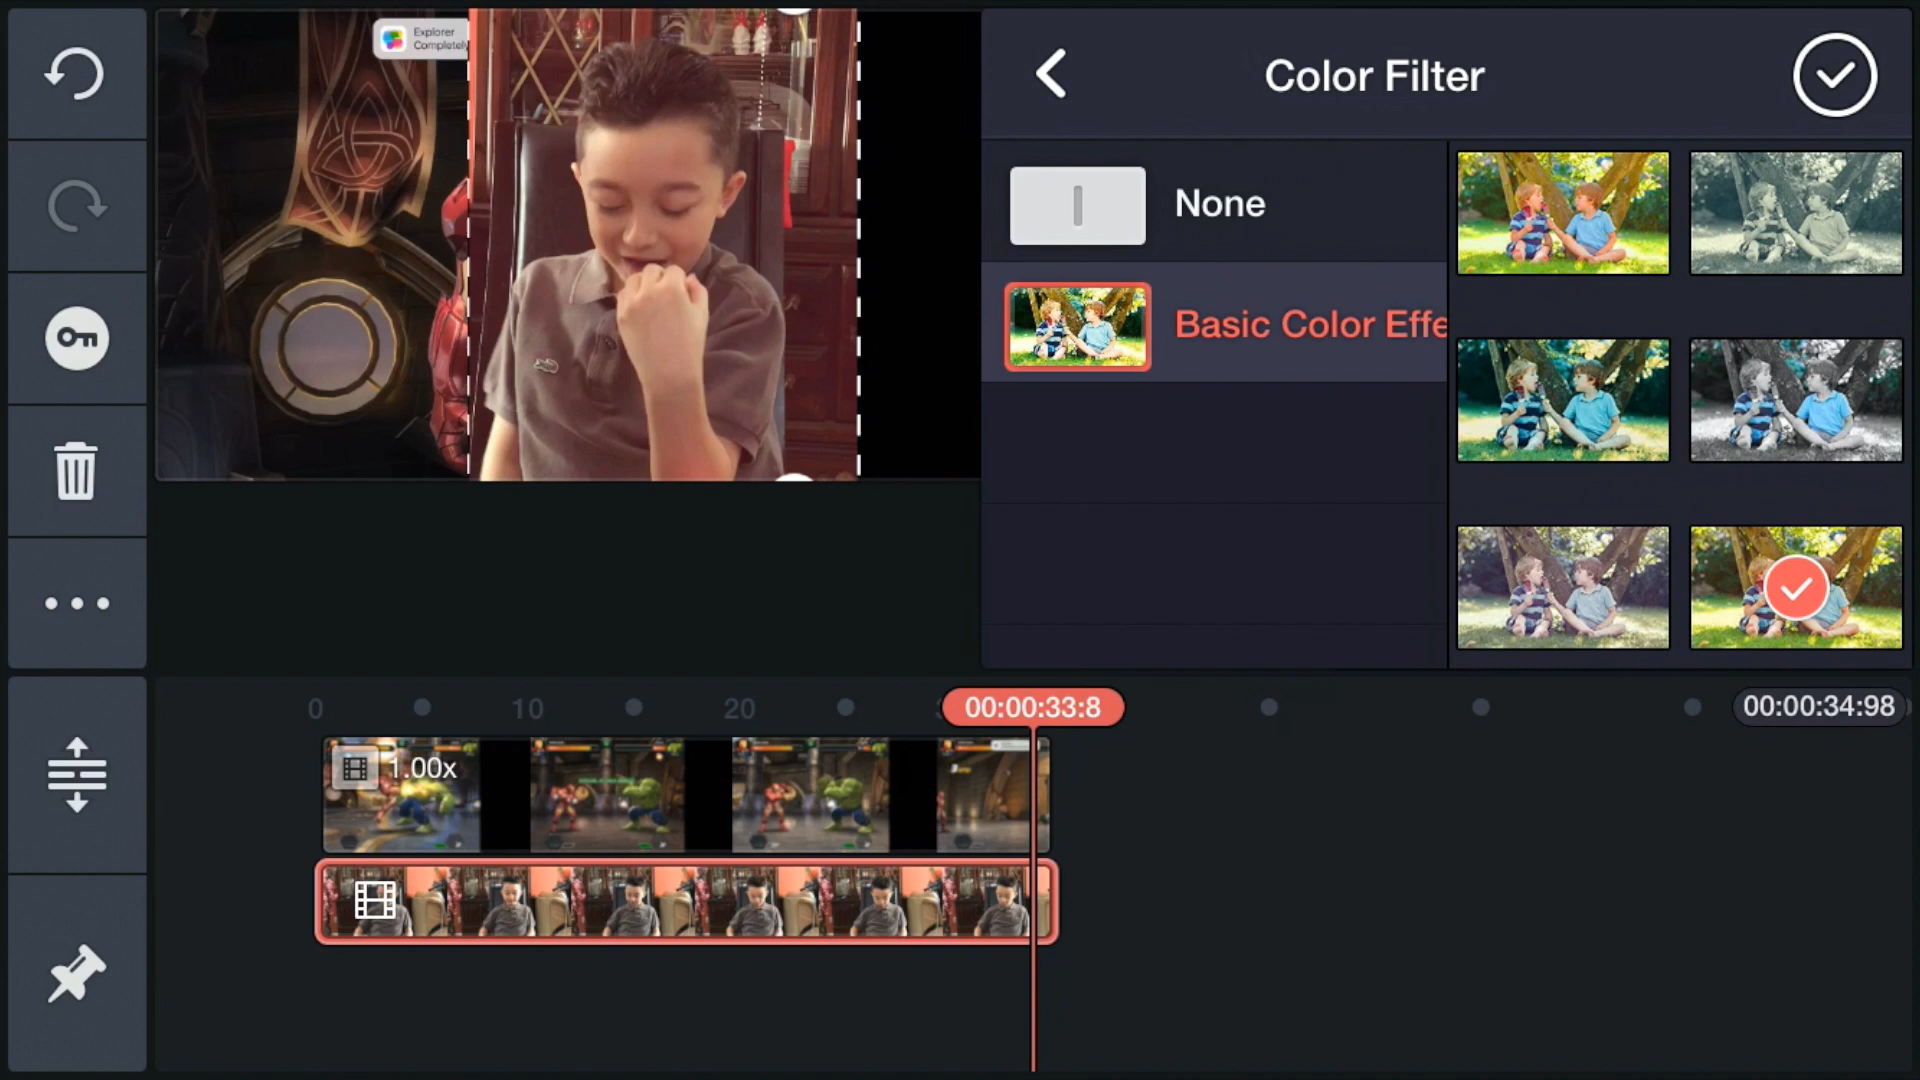 Explorer
Completely
Color Filter
None
Basic Color Effe
0
10
20
00:00:33:8
00:00:34:98
1.00x